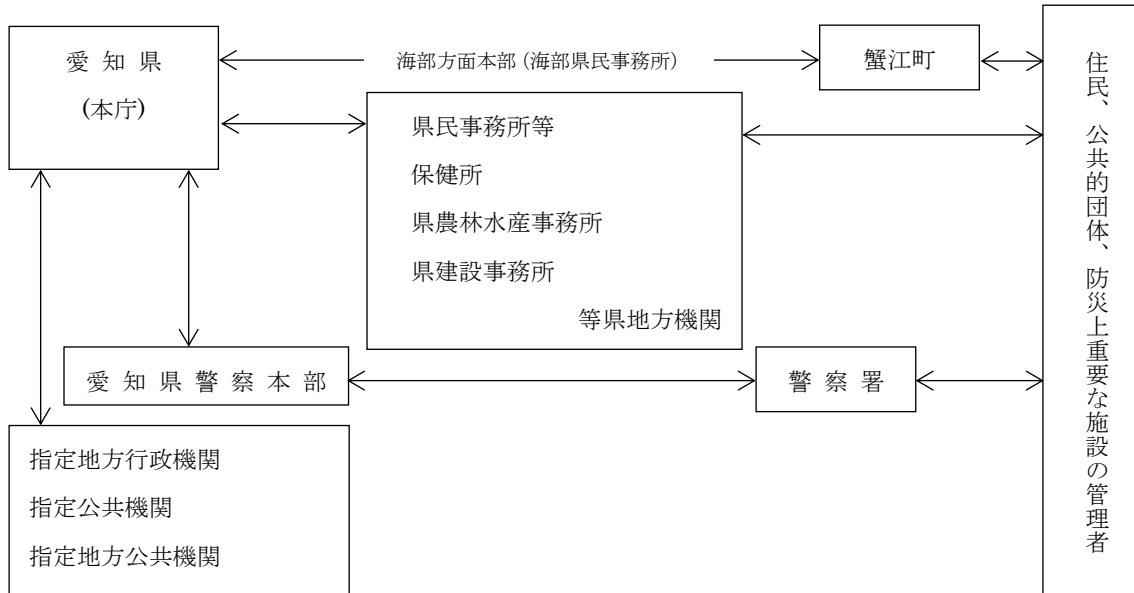 愛 知 県
(本庁)
海部方面本部 (海部県民事務所)
蟹江町
県民事務所等
保健所
県農林水産事務所
県建設事務所
等県地方機関
愛 知 県 警 察 本 部
警 察 署
指定地方行政機関
指定公共機関
指定地方公共機関
住民、公共的団体、防災上重要な施設の管理者